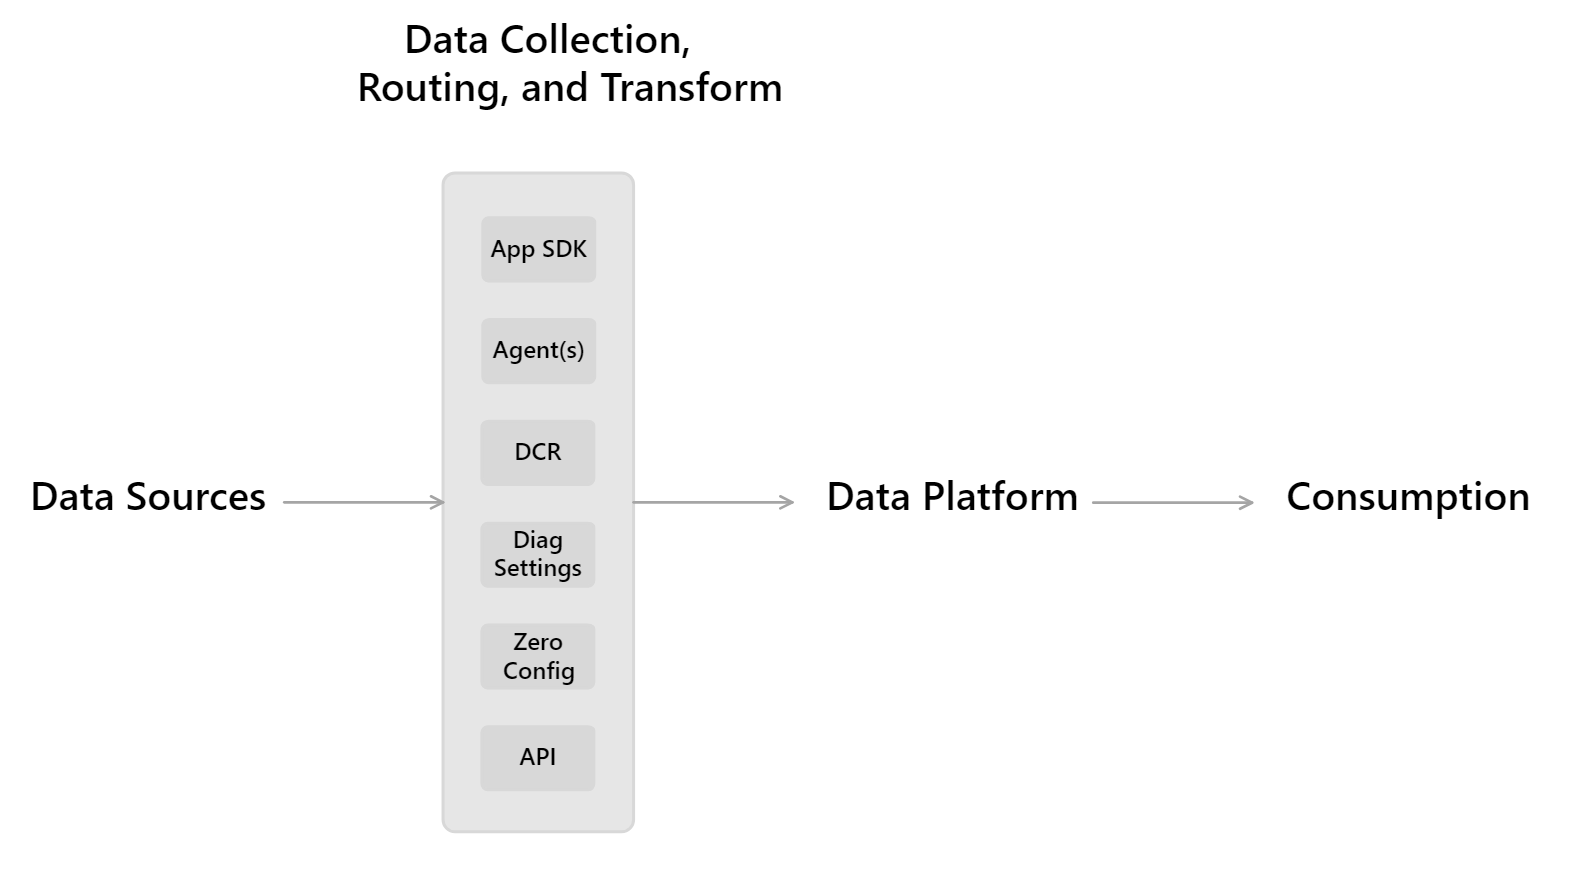 Data Collection,
Routing, and Transform
App SDK
Agent(s)
DCR
Data Sources
Data Platform
Consumption
Diag
Settings
Zero
Config
API